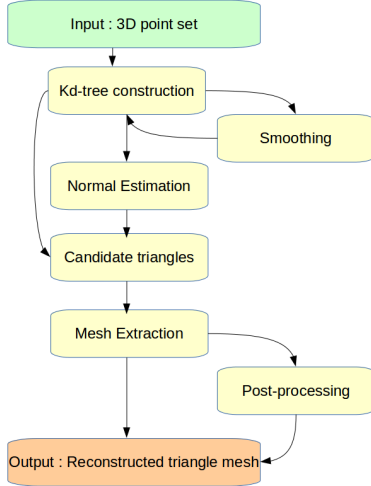 Input : 3D point set
Kd-tree construction
Smoothing
Normal Estimation
Candidate triangles
Mesh Extraction
Post-processing
Output : Reconstructed triangle mesh